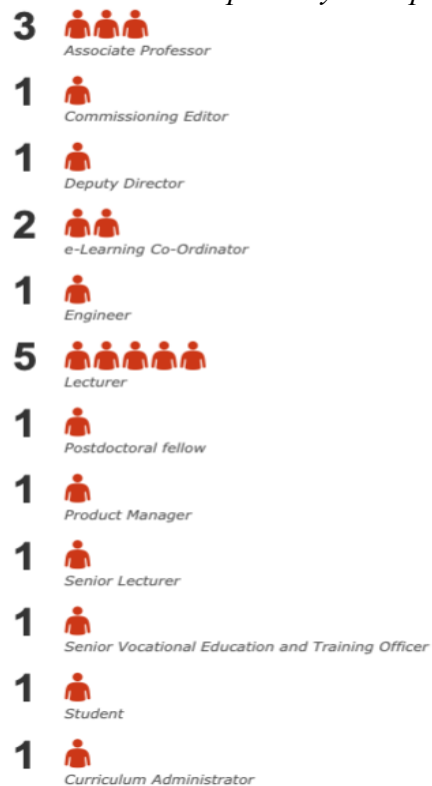 3
Associate Professor
1
Commissioning Editor
1
Deputy Director
2
e-Learning Co-Ordinator
1
Engineer
5
Lecturer
1
Postdoctoral fellow
1
Product Manager
1
Senior Lecturer
1
Senior Vocational Education and Training Officer
1
Student
1
Curriculum Administrator